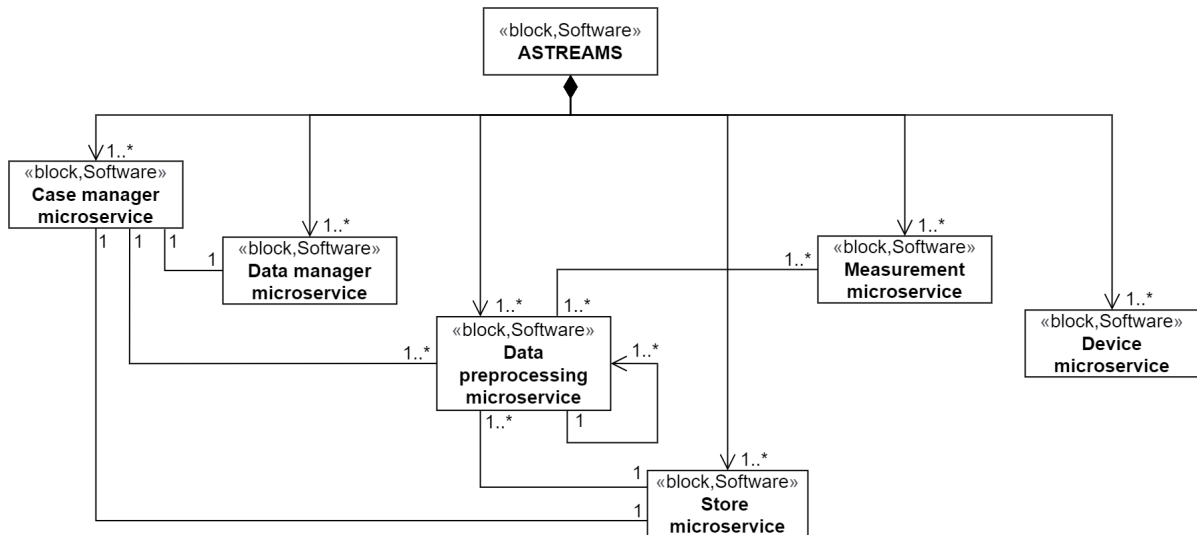 «block,Software»
ASTREAMS
1..*
«block,Software»
Case manager
microservice
1
1
1
1..*
«block,Software»
Data manager
microservice
1
1..*
«block,Software»
Measurement
microservice
1..*
1..*
1..*
«block,Software»
Data
preprocessing
microservice
1..*
1..*
1..*
1
1..*
«block,Software»
Device
microservice
1..*
«block,Software»
Store
microservice
1
1